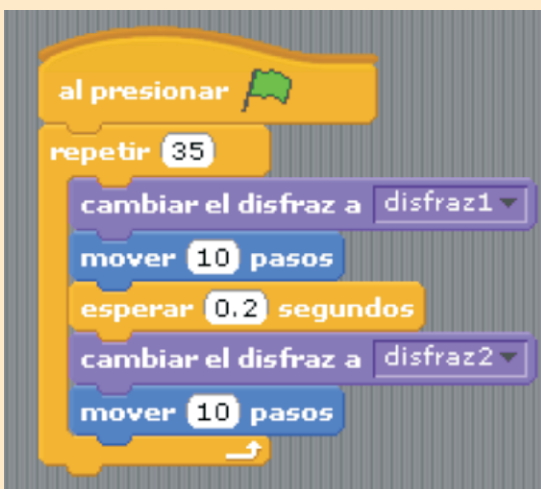 al presionar
repetir 35
cambiar el disfraz a disfraz1
mover 10 pasos
esperar 0.2 segundos
cambiar el disfraz a disfraz2
mover 10 pasos